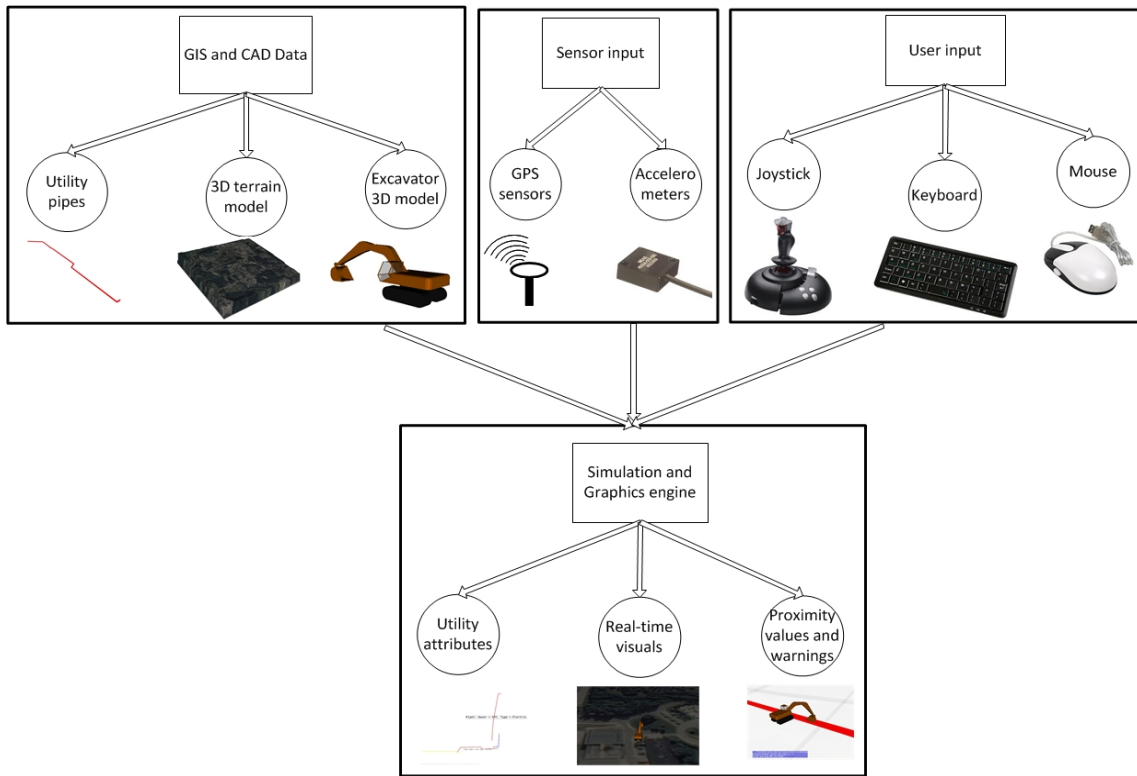 GIS and CAD Data
Sensor input
User input
Utility
pipes
3D terrain
model
Excavator
3D model
GPS
sensors
Accelero
meters
Joystick
Keyboard
Mouse
Simulation and
Graphics engine
Utility
attributes
Real-time
visuals
Proximity
values and
warnings